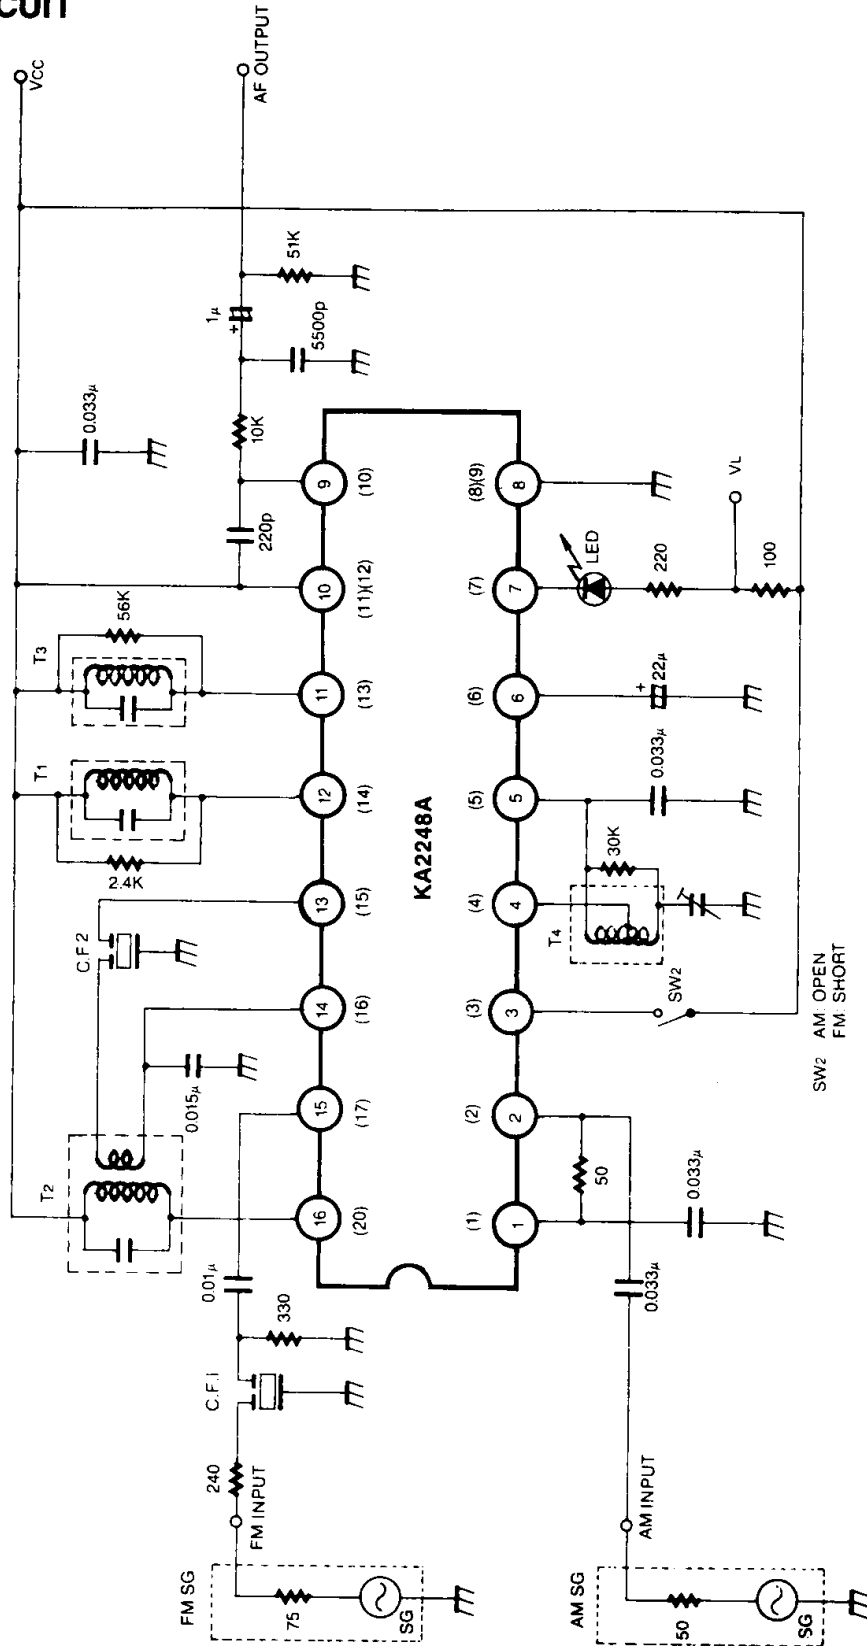 VCC
AF OUTPUT
51K
1μ
+
5500p
0.033μ
10K
220p
T3
56K
T1
2.4K
C.F.2
0.015μ
T2
0.01μ
330
C.F.1
240
FM INPUT
FM SG
75
SG
9
(10)
10
(11)(12)
11
(13)
12
(14)
13
(15)
14
(16)
15
(17)
16
(20)
KA2248A
(8)(9)
8
(7)
7
(6)
6
(5)
5
(4)
4
(3)
3
(2)
2
(1)
1
LED
220
VL
100
+
22μ
0.033μ
30K
T4
SW2
SW2 AM: OPEN
FM: SHORT
50
0.033μ
0.033μ
AM INPUT
AM SG
50
SG